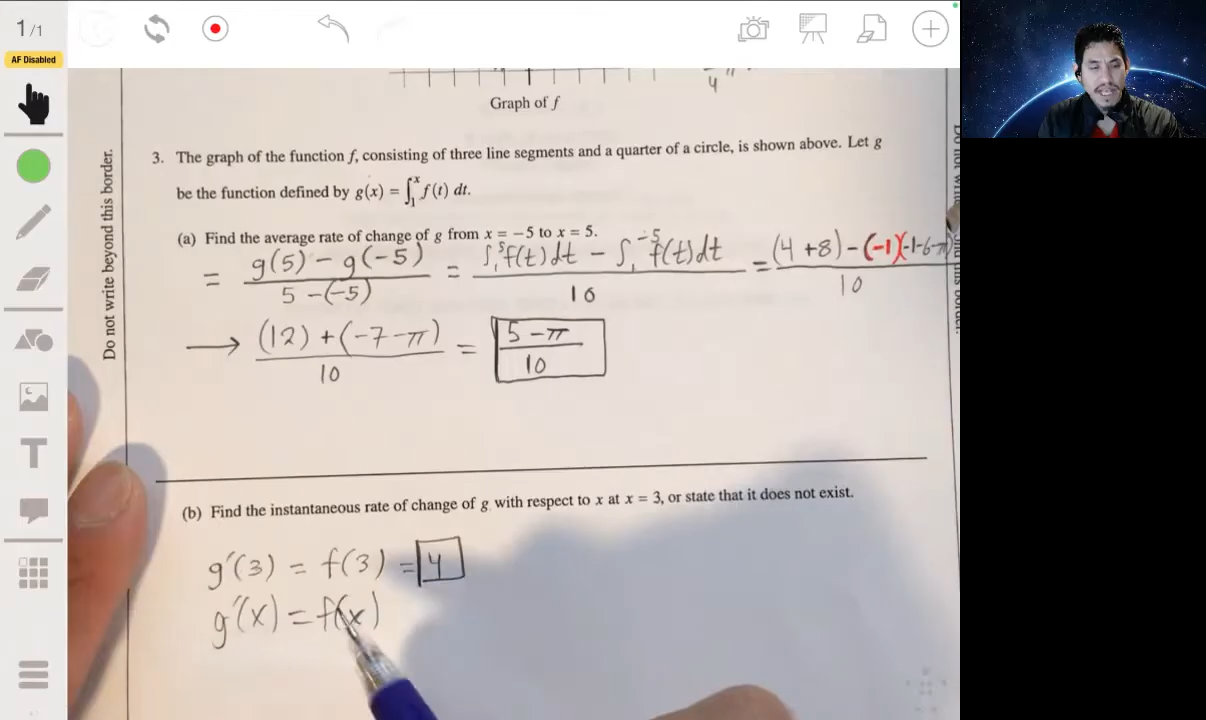 1/1
AF Disabled
4
Graph of f
3. The graph of the function f, consisting of three line segments and a quarter of a circle, is shown above. Let g
be the function defined by g(x) = ∫₁ˣ f(t) dt.
(a) Find the average rate of change of g from x = −5 to x = 5.
= g(5) − g(−5) / 5 −(−5) = ∫₁⁵ f(t)dt − ∫₁⁻⁵ f(t)dt / 10 = (4 +8) − (−1)(−1−6−π) / 10
→ (12) + (−7−π) / 10 = 5 − π / 10
(b) Find the instantaneous rate of change of g with respect to x at x = 3, or state that it does not exist.
g′(3) = f(3) = 4
g′(x) = f(x)
Do not write beyond this border.
T